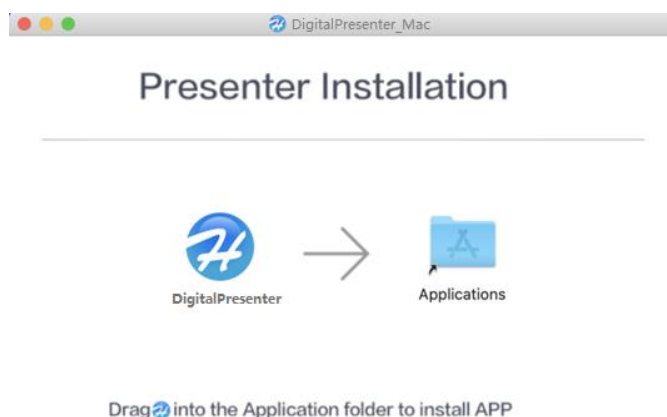 DigitalPresenter_Mac
Presenter Installation
DigitalPresenter
Applications
Drag into the Application folder to install APP